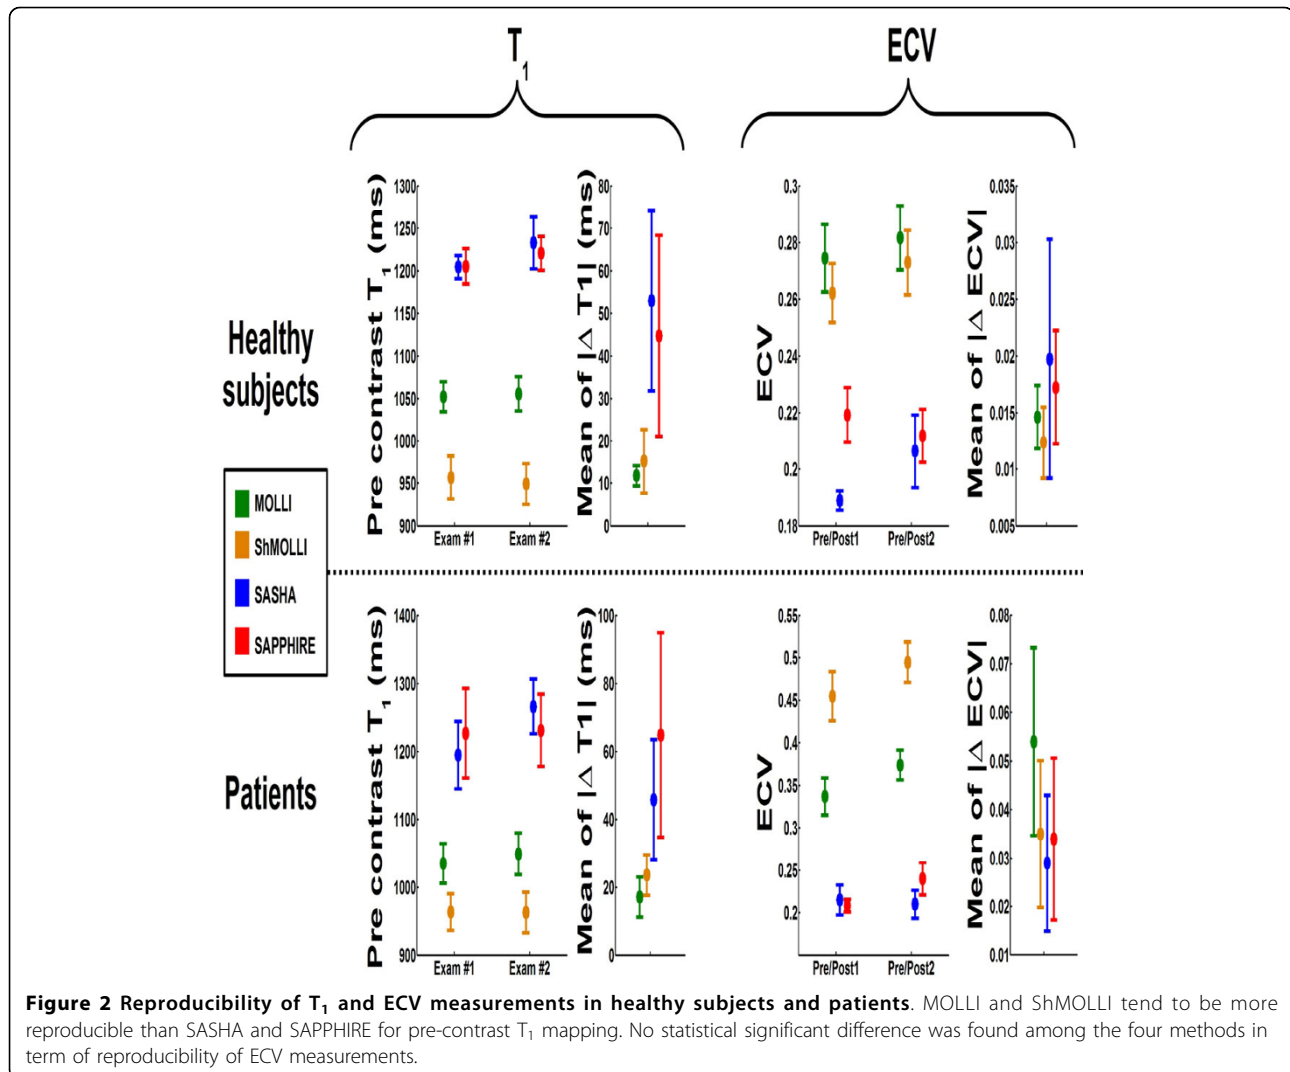 T1
ECV
Healthy
subjects
Pre contrast T1 (ms)
1300
1250
1200
1150
1100
1050
1000
950
900
Exam #1
Exam #2
Mean of |Δ T1| (ms)
80
70
60
50
40
30
20
10
0
ECV
0.3
0.28
0.26
0.24
0.22
0.2
0.18
Pre/Post1
Pre/Post2
Mean of |Δ ECV|
0.035
0.03
0.025
0.02
0.015
0.01
0.005
MOLLI
ShMOLLI
SASHA
SAPPHIRE
Patients
Pre contrast T1 (ms)
1400
1300
1200
1100
1000
900
Exam #1
Exam #2
Mean of |Δ T1| (ms)
100
80
60
40
20
0
ECV
0.55
0.5
0.45
0.4
0.35
0.3
0.25
0.2
Pre/Post1
Pre/Post2
Mean of |Δ ECV|
0.08
0.07
0.06
0.05
0.04
0.03
0.02
0.01
Figure 2 Reproducibility of T1 and ECV measurements in healthy subjects and patients. MOLLI and ShMOLLI tend to be more
reproducible than SASHA and SAPPHIRE for pre-contrast T1 mapping. No statistical significant difference was found among the four methods in
term of reproducibility of ECV measurements.